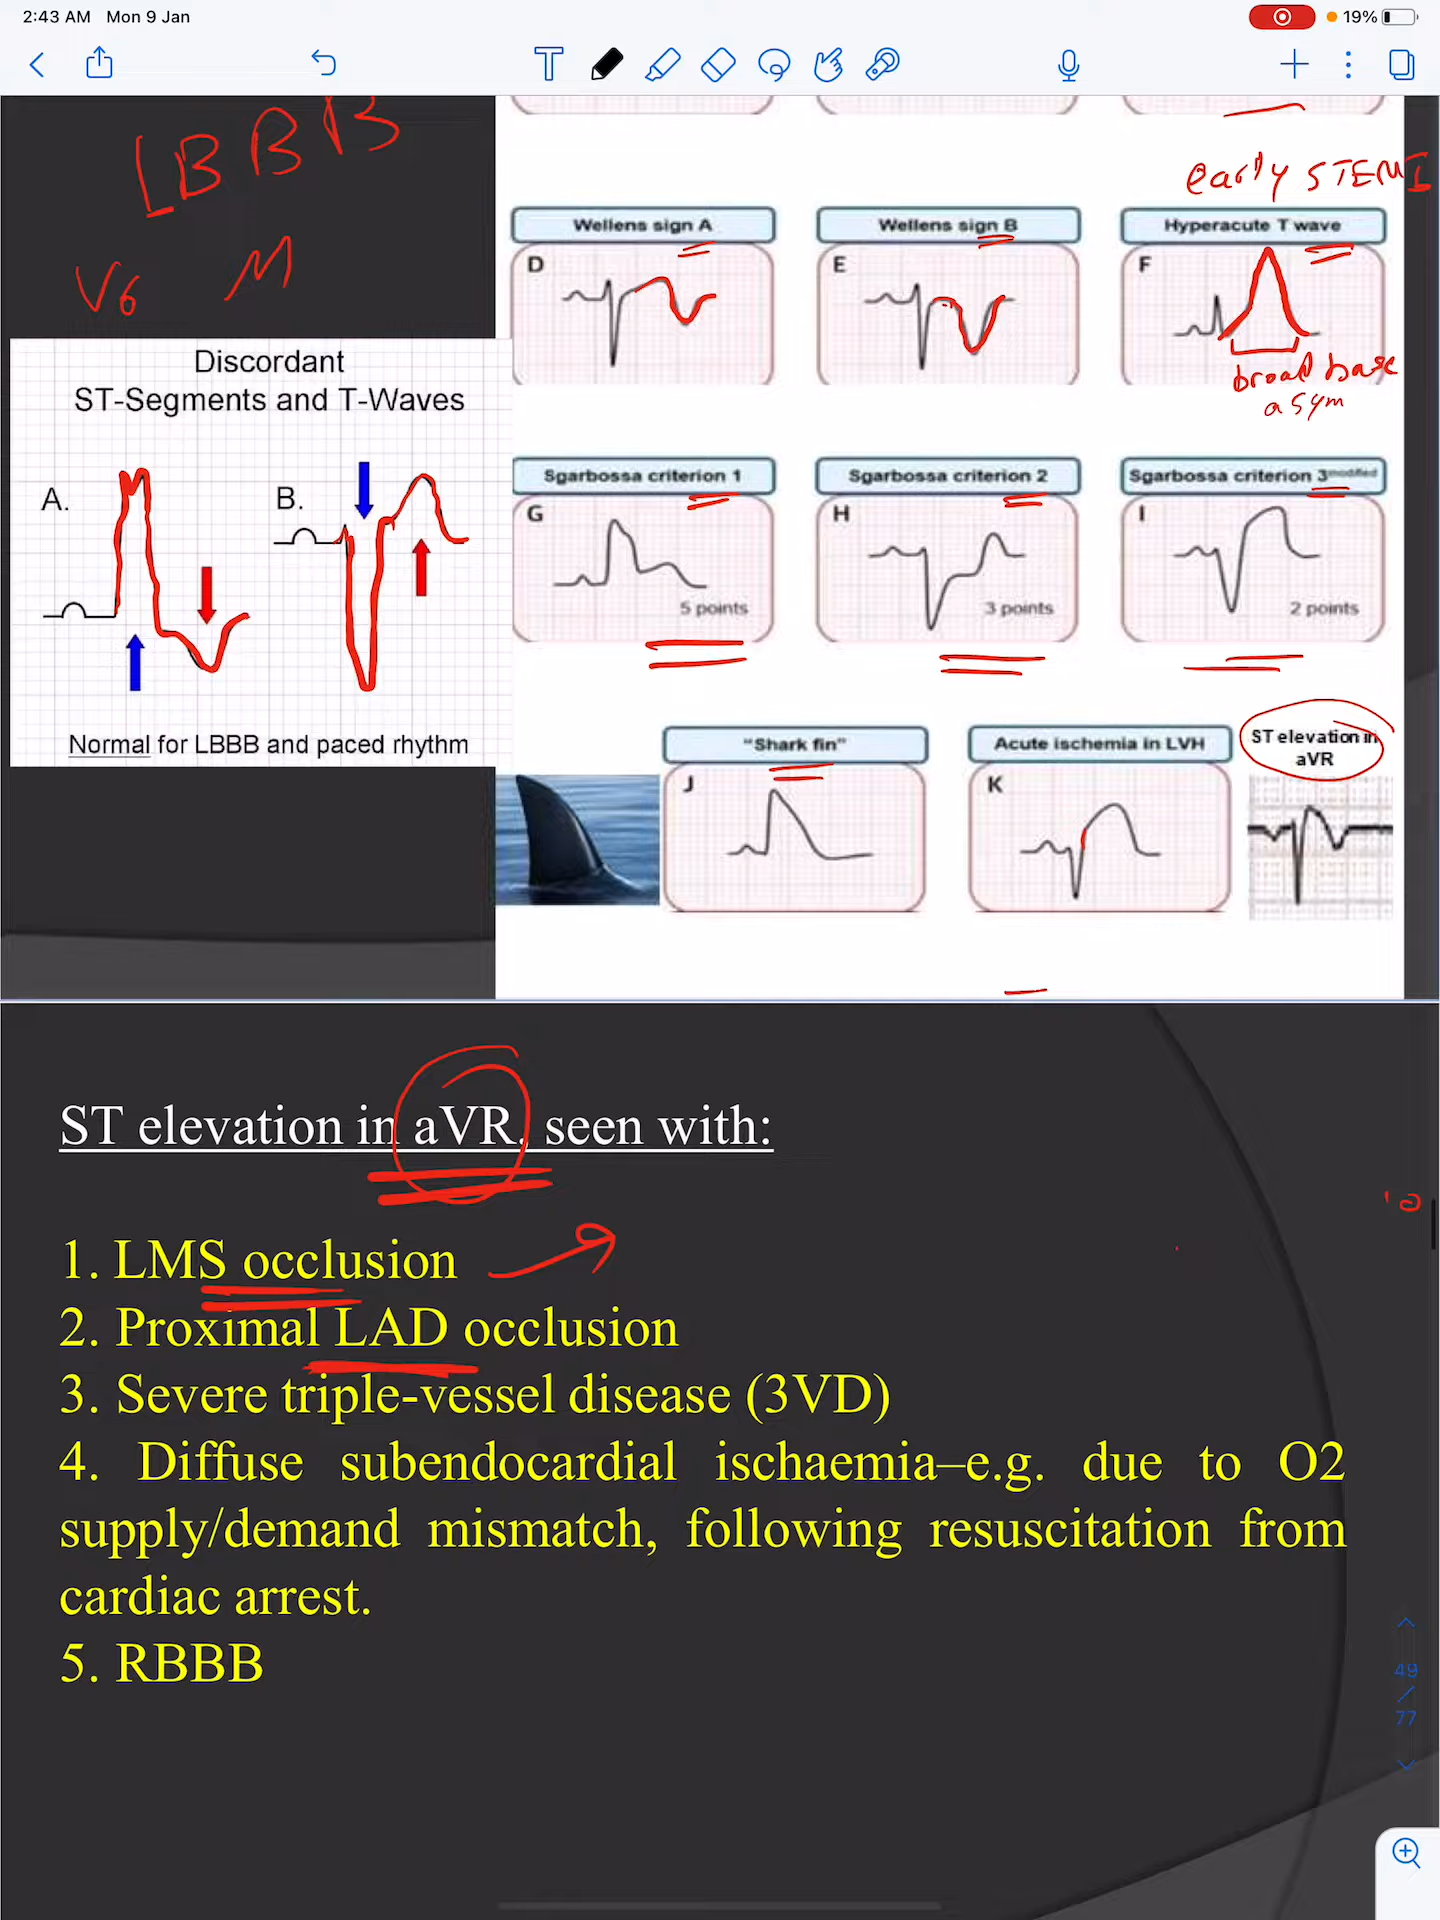 2:43 AM Mon 9 Jan
19%
LBBB
V6 M
early STEMI
Wellens sign A
Wellens sign B
Hyperacute T wave
D
E
F
broad base
asym
Discordant
ST-Segments and T-Waves
A.
B.
Normal for LBBB and paced rhythm
Sgarbossa criterion 1
Sgarbossa criterion 2
Sgarbossa criterion 3modified
G
H
I
5 points
3 points
2 points
"Shark fin"
Acute ischemia in LVH
ST elevation in
aVR
J
K
ST elevation in aVR, seen with:
1. LMS occlusion
2. Proximal LAD occlusion
3. Severe triple-vessel disease (3VD)
4. Diffuse subendocardial ischaemia–e.g. due to O2
supply/demand mismatch, following resuscitation from
cardiac arrest.
5. RBBB
49
/
77